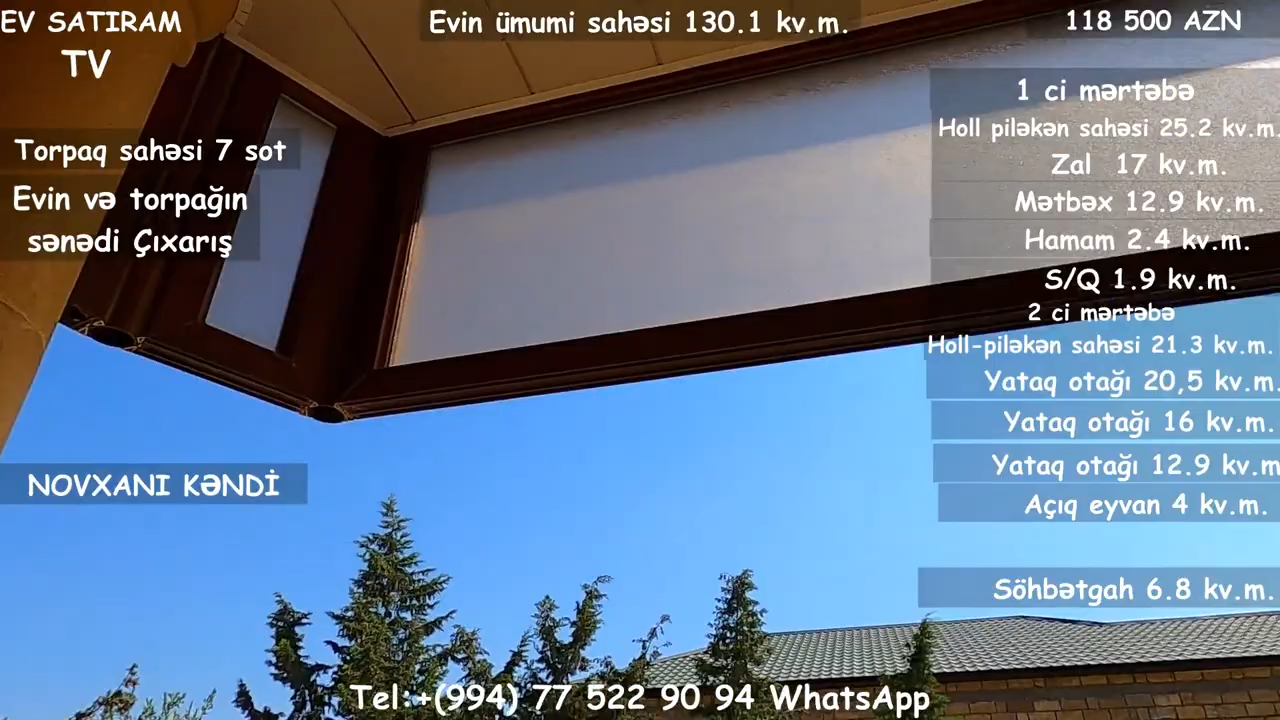 EV SATIRAM
TV
Evin ümumi sahəsi 130.1 kv.m.
118 500 AZN
Torpaq sahəsi 7 sot
Evin və torpağın
sənədi Çıxarış
NOVXANI KƏNDİ
1 ci mərtəbə
Holl piləkən sahəsi 25.2 kv.m.
Zal 17 kv.m.
Mətbəx 12.9 kv.m.
Hamam 2.4 kv.m.
S/Q 1.9 kv.m.
2 ci mərtəbə
Holl-piləkən sahəsi 21.3 kv.m.
Yataq otağı 20,5 kv.m.
Yataq otağı 16 kv.m.
Yataq otağı 12.9 kv.m
Açıq eyvan 4 kv.m.
Söhbətgah 6.8 kv.m.
Tel:+(994) 77 522 90 94 WhatsApp